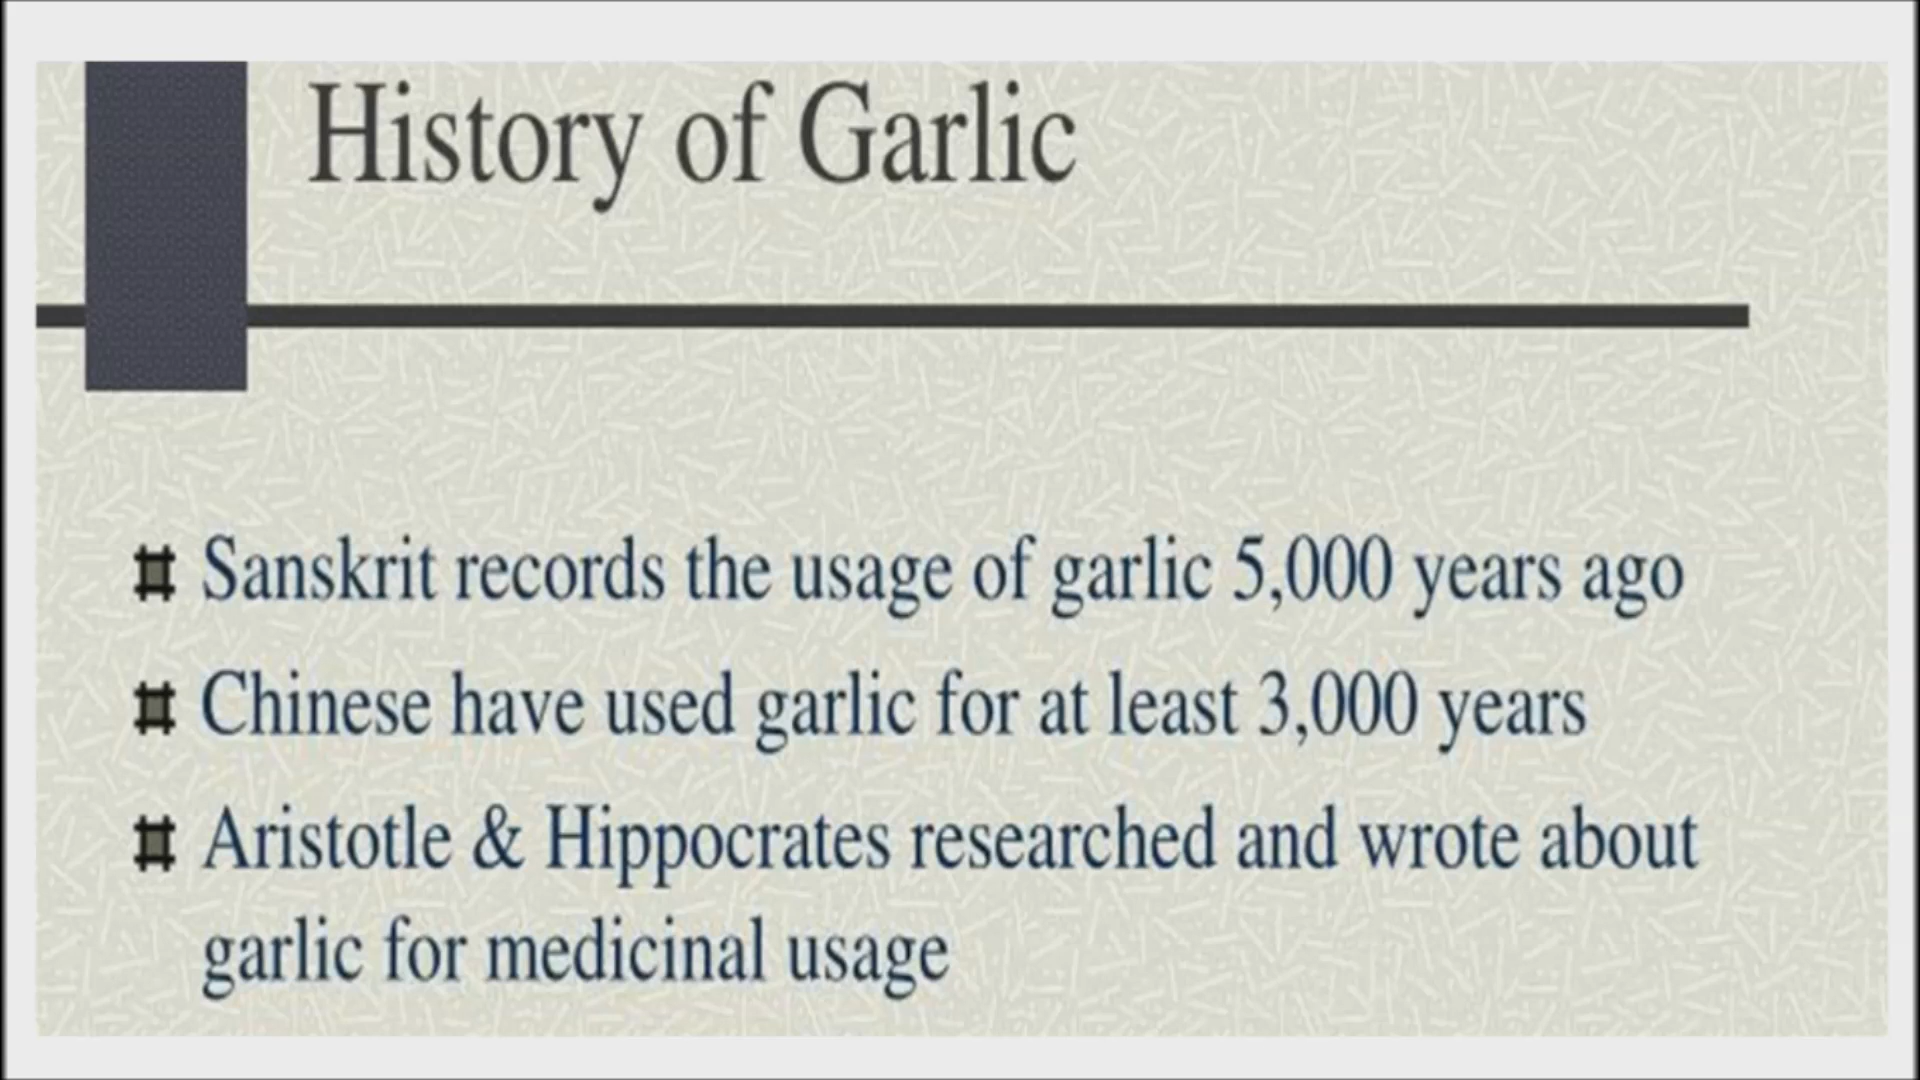 History of Garlic
Sanskrit records the usage of garlic 5,000 years ago
Chinese have used garlic for at least 3,000 years
Aristotle & Hippocrates researched and wrote about
garlic for medicinal usage